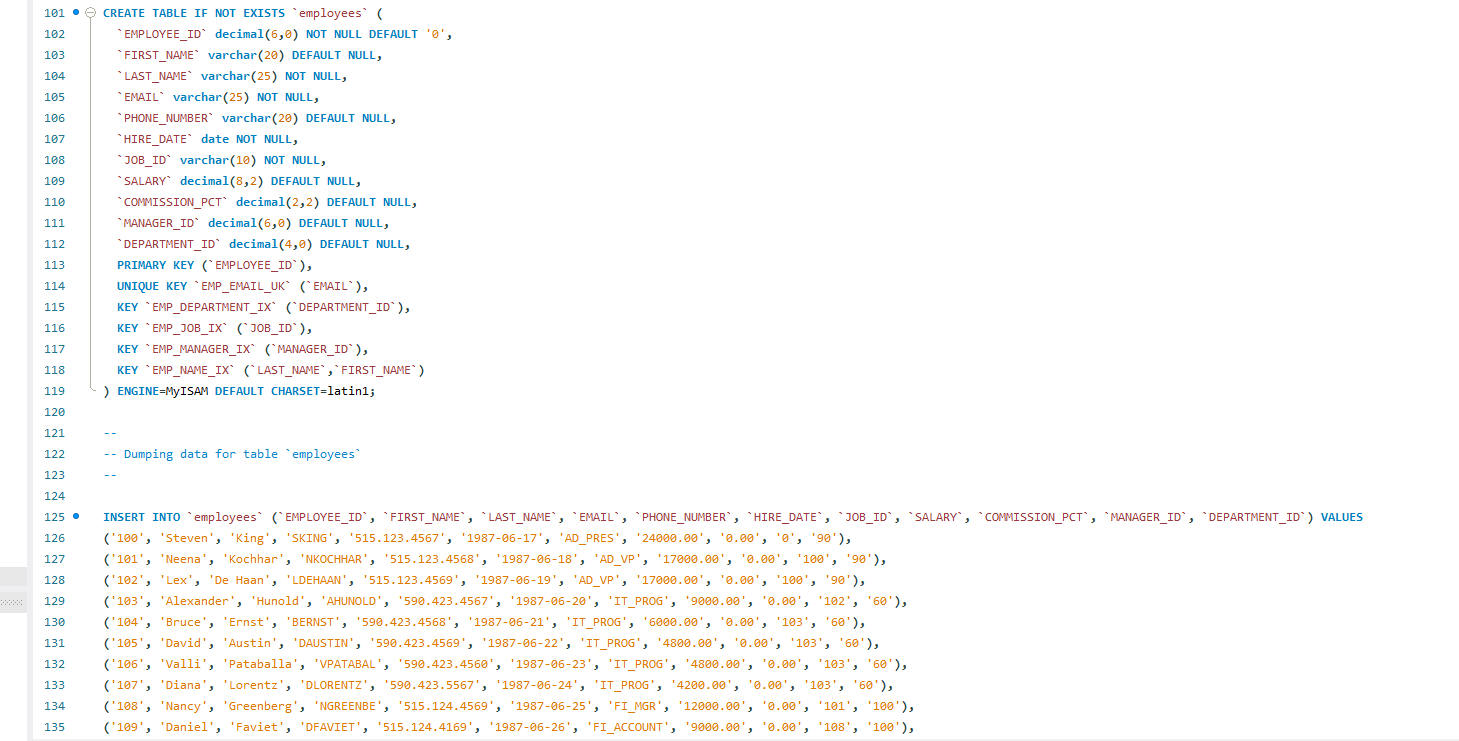 101 CREATE TABLE IF NOT EXISTS `employees` (
102 `EMPLOYEE_ID` decimal(6,0) NOT NULL DEFAULT '0',
103 `FIRST_NAME` varchar(20) DEFAULT NULL,
104 `LAST_NAME` varchar(25) NOT NULL,
105 `EMAIL` varchar(25) NOT NULL,
106 `PHONE_NUMBER` varchar(20) DEFAULT NULL,
107 `HIRE_DATE` date NOT NULL,
108 `JOB_ID` varchar(10) NOT NULL,
109 `SALARY` decimal(8,2) DEFAULT NULL,
110 `COMMISSION_PCT` decimal(2,2) DEFAULT NULL,
111 `MANAGER_ID` decimal(6,0) DEFAULT NULL,
112 `DEPARTMENT_ID` decimal(4,0) DEFAULT NULL,
113 PRIMARY KEY (`EMPLOYEE_ID`),
114 UNIQUE KEY `EMP_EMAIL_UK` (`EMAIL`),
115 KEY `EMP_DEPARTMENT_IX` (`DEPARTMENT_ID`),
116 KEY `EMP_JOB_IX` (`JOB_ID`),
117 KEY `EMP_MANAGER_IX` (`MANAGER_ID`),
118 KEY `EMP_NAME_IX` (`LAST_NAME`,`FIRST_NAME`)
119 ) ENGINE=MyISAM DEFAULT CHARSET=latin1;
120
121 --
122 -- Dumping data for table `employees`
123 --
124
125 INSERT INTO `employees` (`EMPLOYEE_ID`, `FIRST_NAME`, `LAST_NAME`, `EMAIL`, `PHONE_NUMBER`, `HIRE_DATE`, `JOB_ID`, `SALARY`, `COMMISSION_PCT`, `MANAGER_ID`, `DEPARTMENT_ID`) VALUES
126 ('100', 'Steven', 'King', 'SKING', '515.123.4567', '1987-06-17', 'AD_PRES', '24000.00', '0.00', '0', '90'),
127 ('101', 'Neena', 'Kochhar', 'NKOCHHAR', '515.123.4568', '1987-06-18', 'AD_VP', '17000.00', '0.00', '100', '90'),
128 ('102', 'Lex', 'De Haan', 'LDEHAAN', '515.123.4569', '1987-06-19', 'AD_VP', '17000.00', '0.00', '100', '90'),
129 ('103', 'Alexander', 'Hunold', 'AHUNOLD', '590.423.4567', '1987-06-20', 'IT_PROG', '9000.00', '0.00', '102', '60'),
130 ('104', 'Bruce', 'Ernst', 'BERNST', '590.423.4568', '1987-06-21', 'IT_PROG', '6000.00', '0.00', '103', '60'),
131 ('105', 'David', 'Austin', 'DAUSTIN', '590.423.4569', '1987-06-22', 'IT_PROG', '4800.00', '0.00', '103', '60'),
132 ('106', 'Valli', 'Pataballa', 'VPATABAL', '590.423.4560', '1987-06-23', 'IT_PROG', '4800.00', '0.00', '103', '60'),
133 ('107', 'Diana', 'Lorentz', 'DLORENTZ', '590.423.5567', '1987-06-24', 'IT_PROG', '4200.00', '0.00', '103', '60'),
134 ('108', 'Nancy', 'Greenberg', 'NGREENBE', '515.124.4569', '1987-06-25', 'FI_MGR', '12000.00', '0.00', '101', '100'),
135 ('109', 'Daniel', 'Faviet', 'DFAVIET', '515.124.4169', '1987-06-26', 'FI_ACCOUNT', '9000.00', '0.00', '108', '100'),